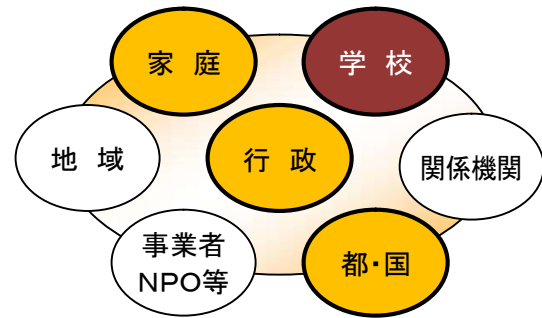 家 庭
学 校
地 域
行 政
関係機関
事業者
NPO等
都・国